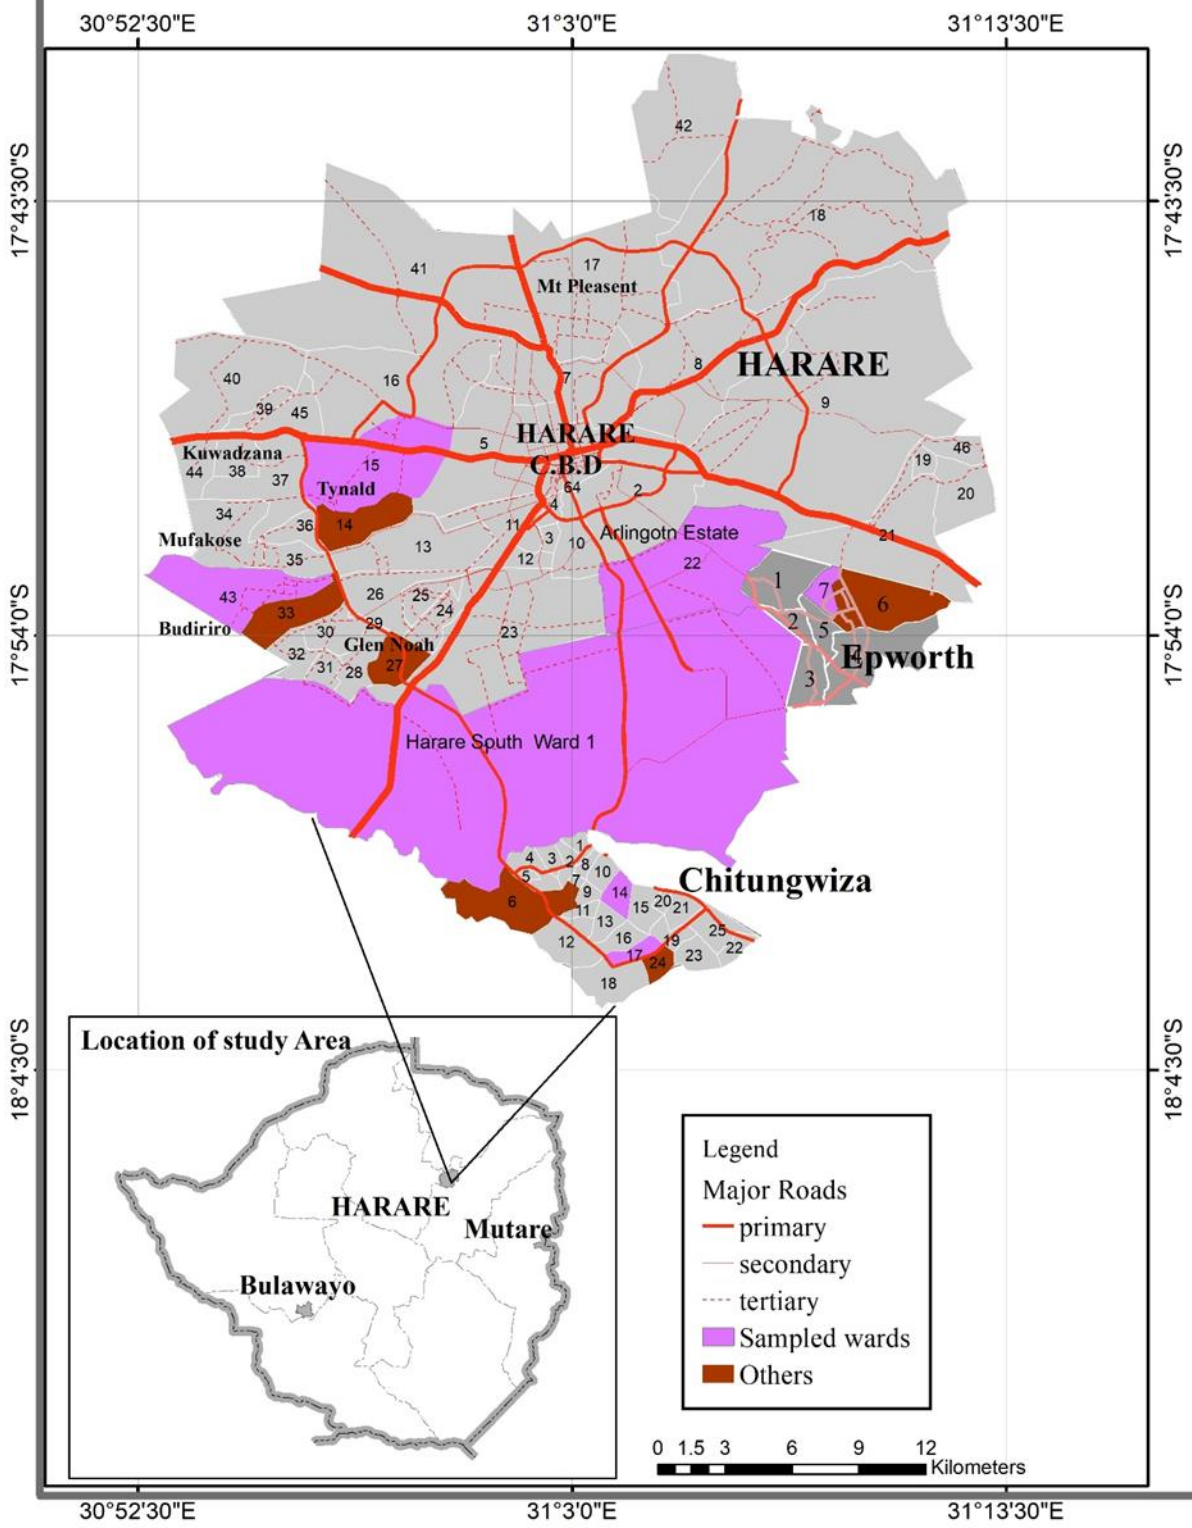 30°52'30"E
31°3'0"E
31°13'30"E
17°43'30"S
17°43'30"S
42
18
41
17
Mt Pleasent
8
HARARE
40
16
7
9
39
45
HARARE
5
46
Kuwadzana
C.B.D
19
44
38
15
37
Tynald
64
2
20
34
4
36
14
11
Arlingotn Estate
21
Mufakose
3
10
13
35
12
22
1
43
26
25
7
6
33
24
2
Budiriro
30
29
23
5
17°54'0"S
17°54'0"S
Glen Noah
32
27
Epworth
31
28
3
Harare South Ward 1
1
4
3
2
8
10
5
7
Chitungwiza
9
14
6
11
15
20
21
13
25
12
16
19
22
17
24
23
18
Location of study Area
18°4'30"S
18°4'30"S
HARARE
Mutare
Bulawayo
Legend
Major Roads
primary
secondary
tertiary
Sampled wards
Others
0 1.5 3 6 9 12
Kilometers
30°52'30"E
31°3'0"E
31°13'30"E